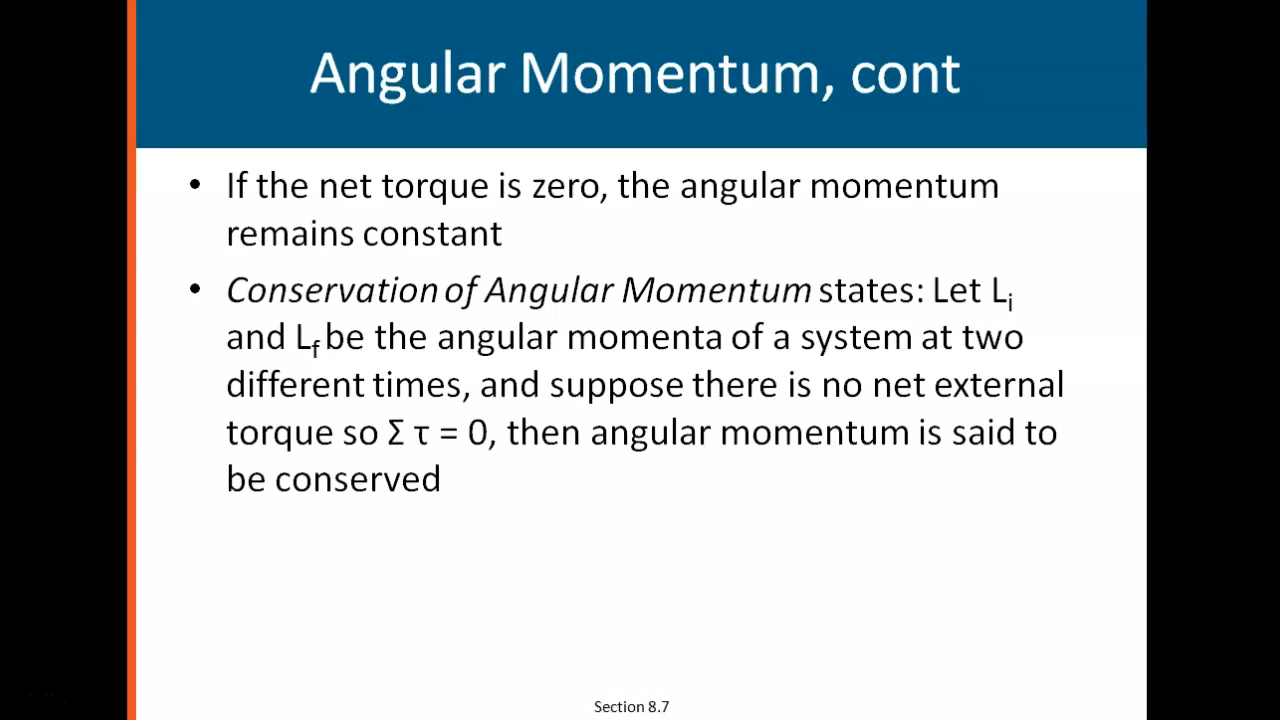 Angular Momentum, cont
• If the net torque is zero, the angular momentum
remains constant
• Conservation of Angular Momentum states: Let Lᵢ
and L_f be the angular momenta of a system at two
different times, and suppose there is no net external
torque so Σ τ = 0, then angular momentum is said to
be conserved
Section 8.7